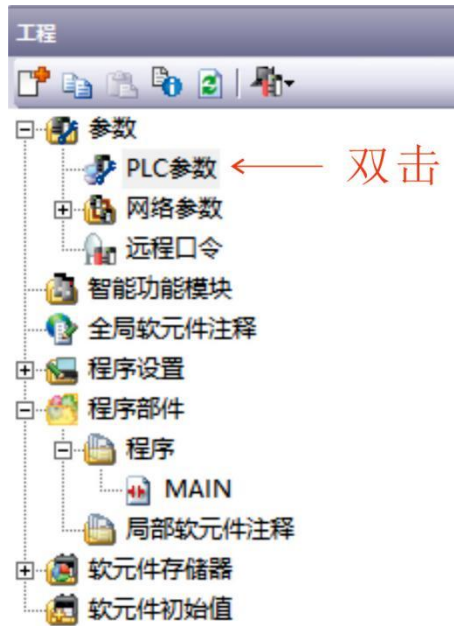 工程
参数
PLC参数 双击
网络参数
远程口令
智能功能模块
全局软元件注释
程序设置
程序部件
程序
MAIN
局部软元件注释
软元件存储器
软元件初始值